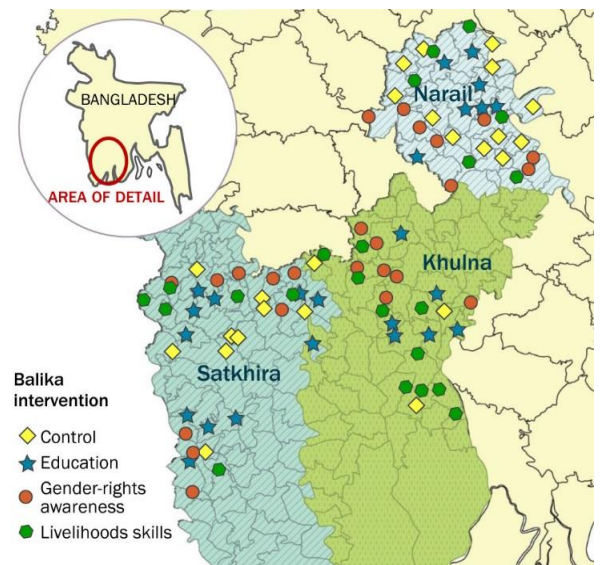 BANGLADESH
AREA OF DETAIL
Narail
Khulna
Satkhira
Balika
intervention
Control
Education
Gender-rights
awareness
Livelihoods skills